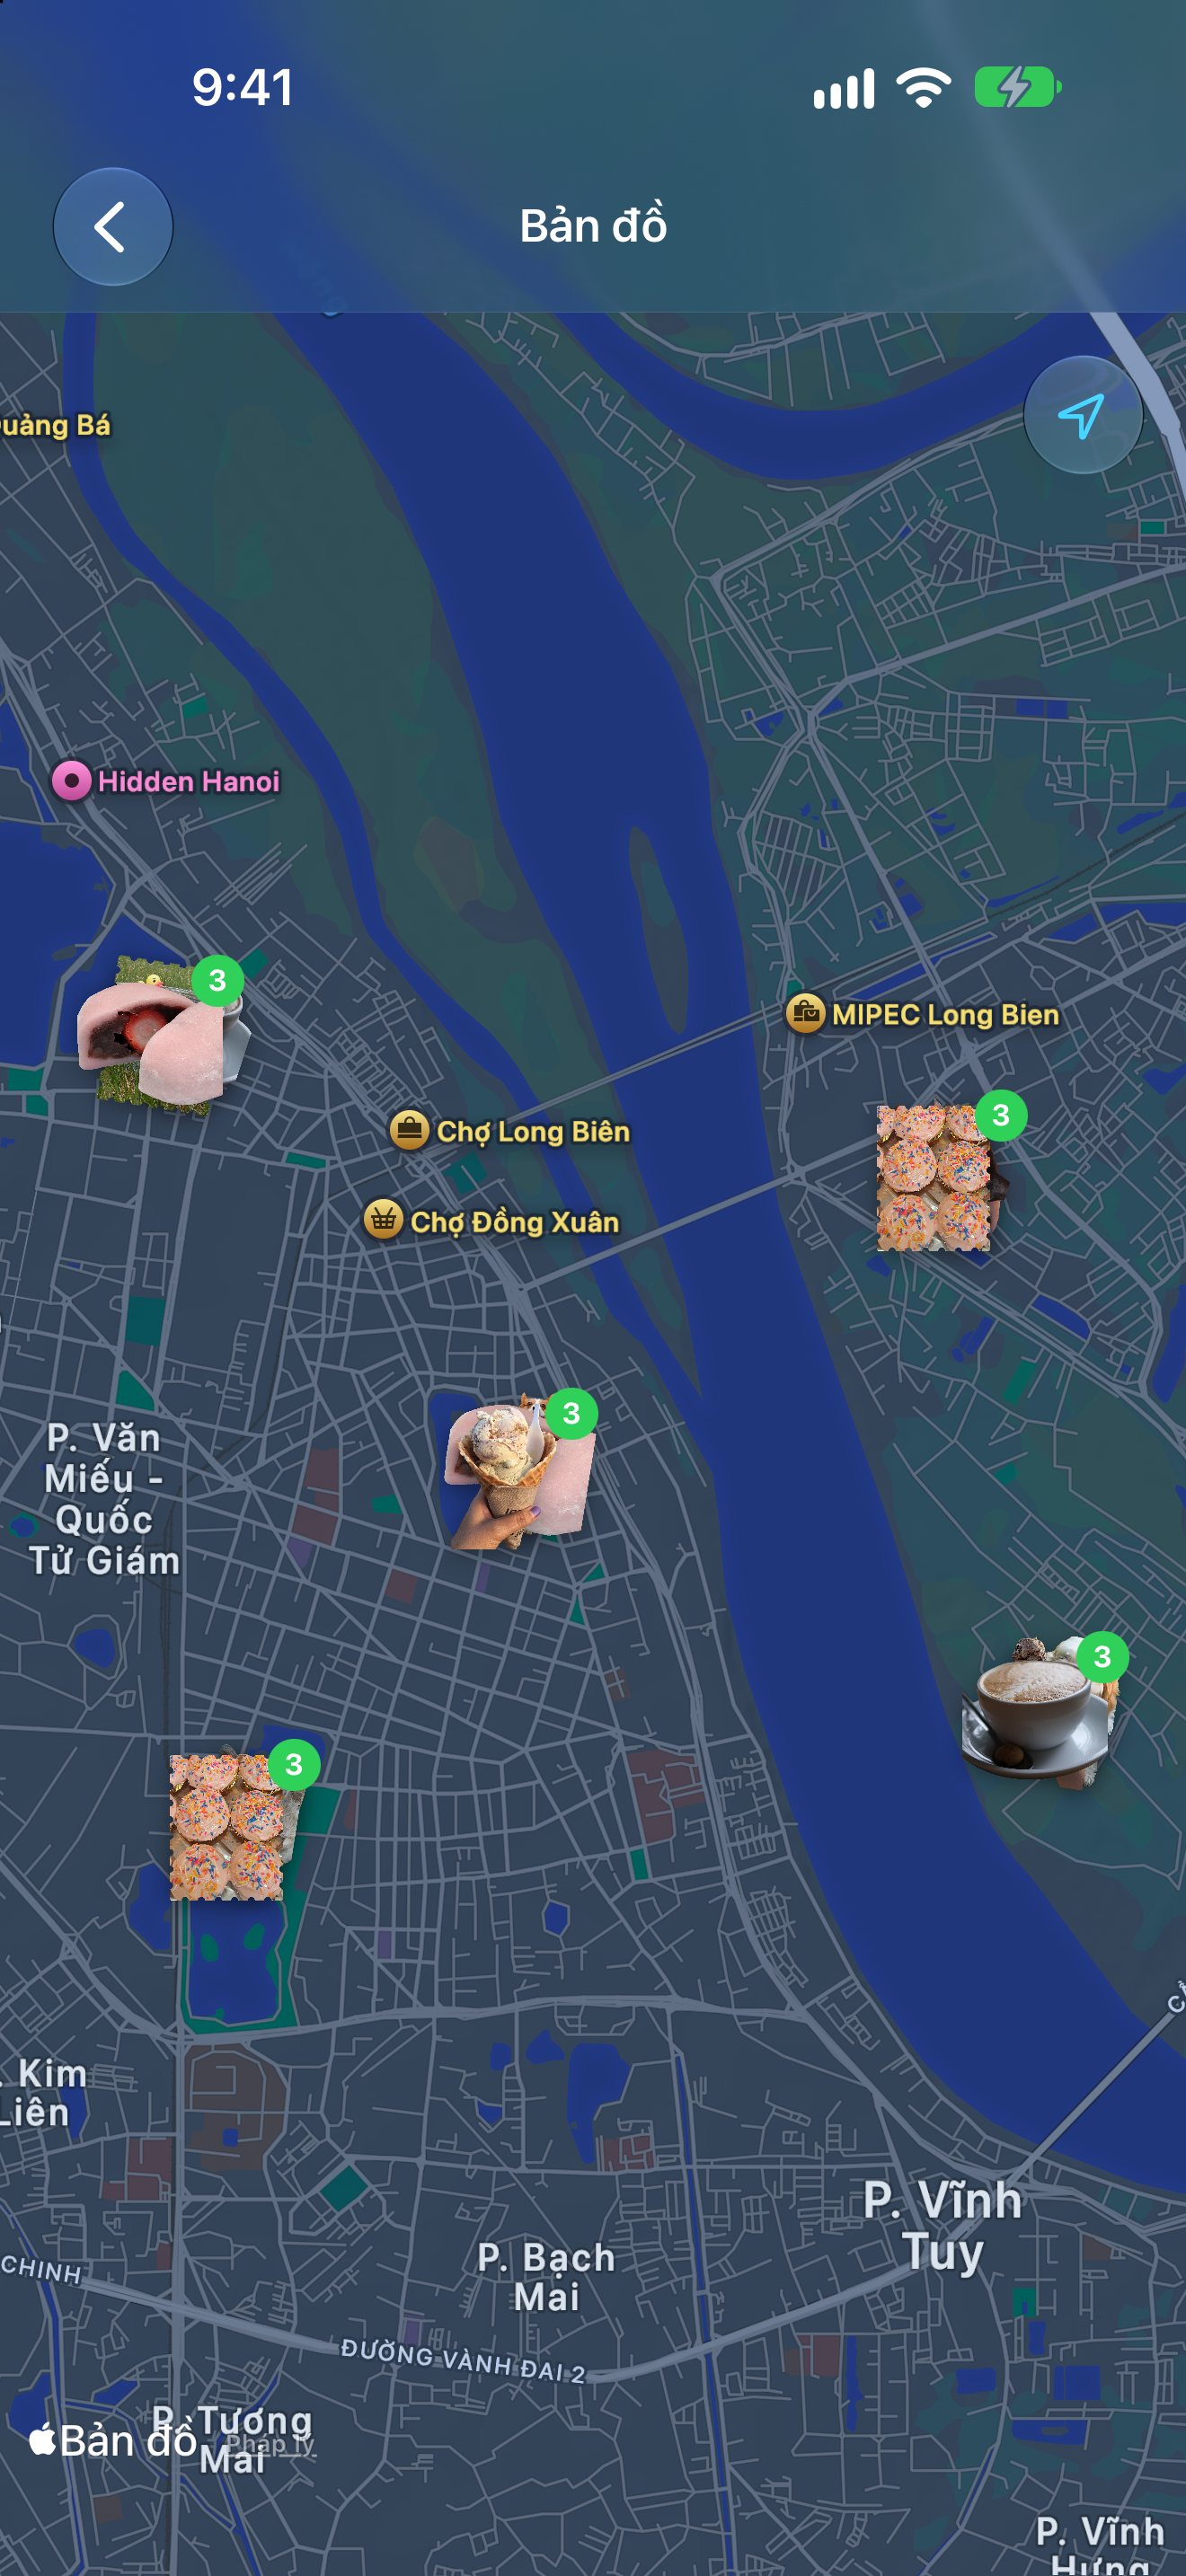 9:41
Bản đồ
Quảng Bá
Hidden Hanoi
3
MIPEC Long Bien
3
Chợ Long Biên
Chợ Đồng Xuân
3
P. Văn
Miếu -
Quốc
Tử Giám
3
3
Kim
Liên
P. Vĩnh
Tuy
CHINH
P. Bạch
Mai
ĐƯỜNG VÀNH ĐAI 2
P. Tương
Mai
Bản đồ
Pháp lý
P. Vĩnh
Hưng